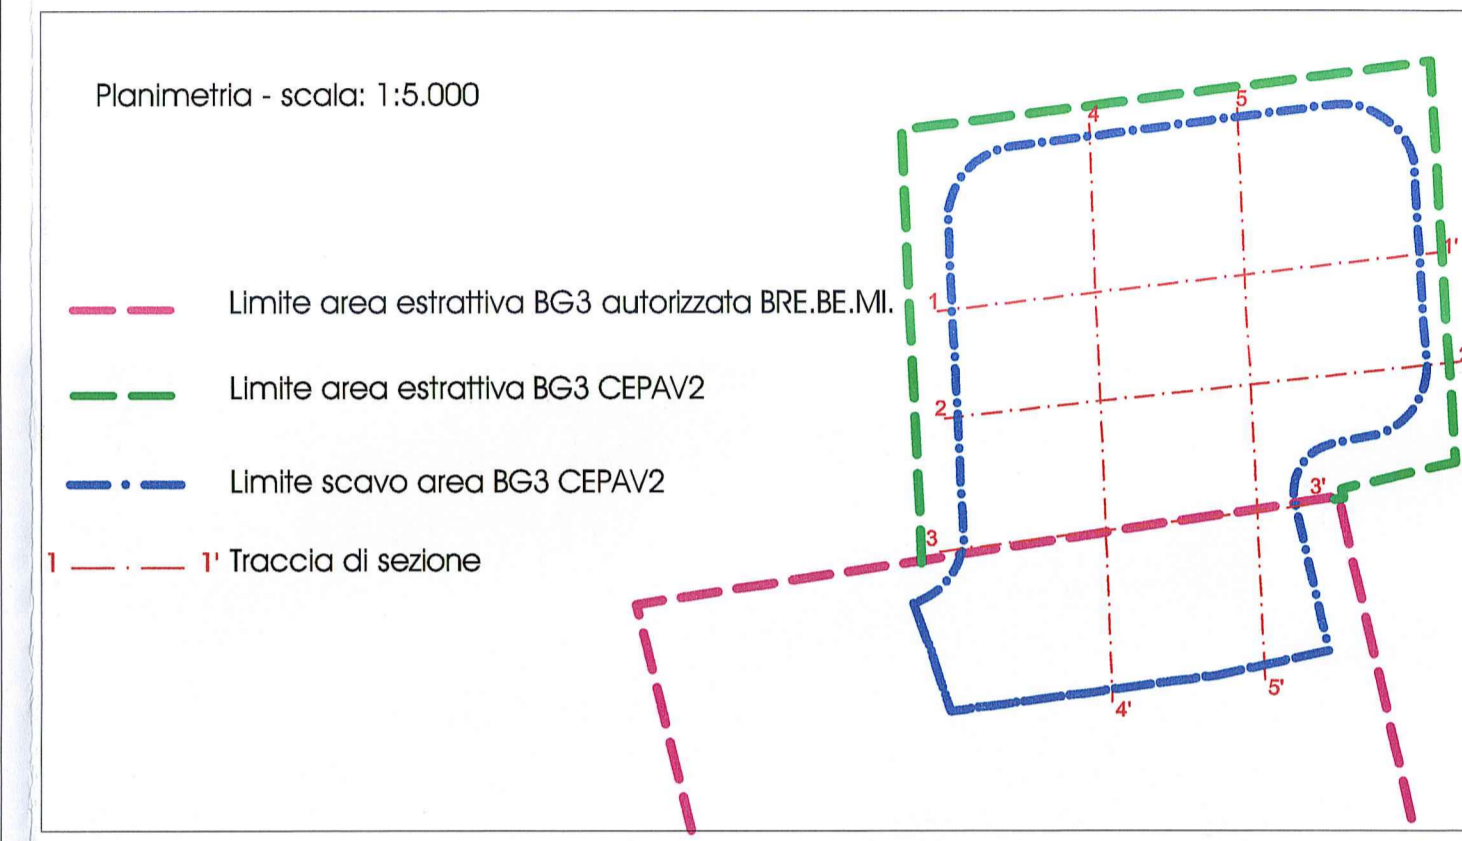 Planimetria - scala: 1:5.000
5
4
1'
Limite area estrattiva BG3 autorizzata BRE.BE.MI.
1
Limite area estrattiva BG3 CEPAV2
2
Limite scavo area BG3 CEPAV2
3'
3
1 1' Traccia di sezione
5'
4'